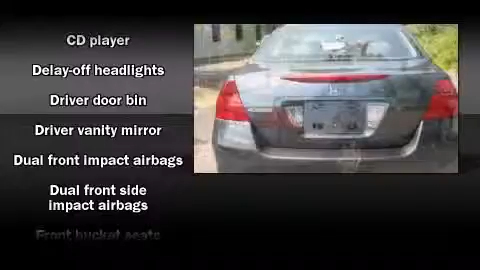 CD player
Delay-off headlights
Driver door bin
Driver vanity mirror
Dual front impact airbags
Dual front side
impact airbags
Front bucket seats